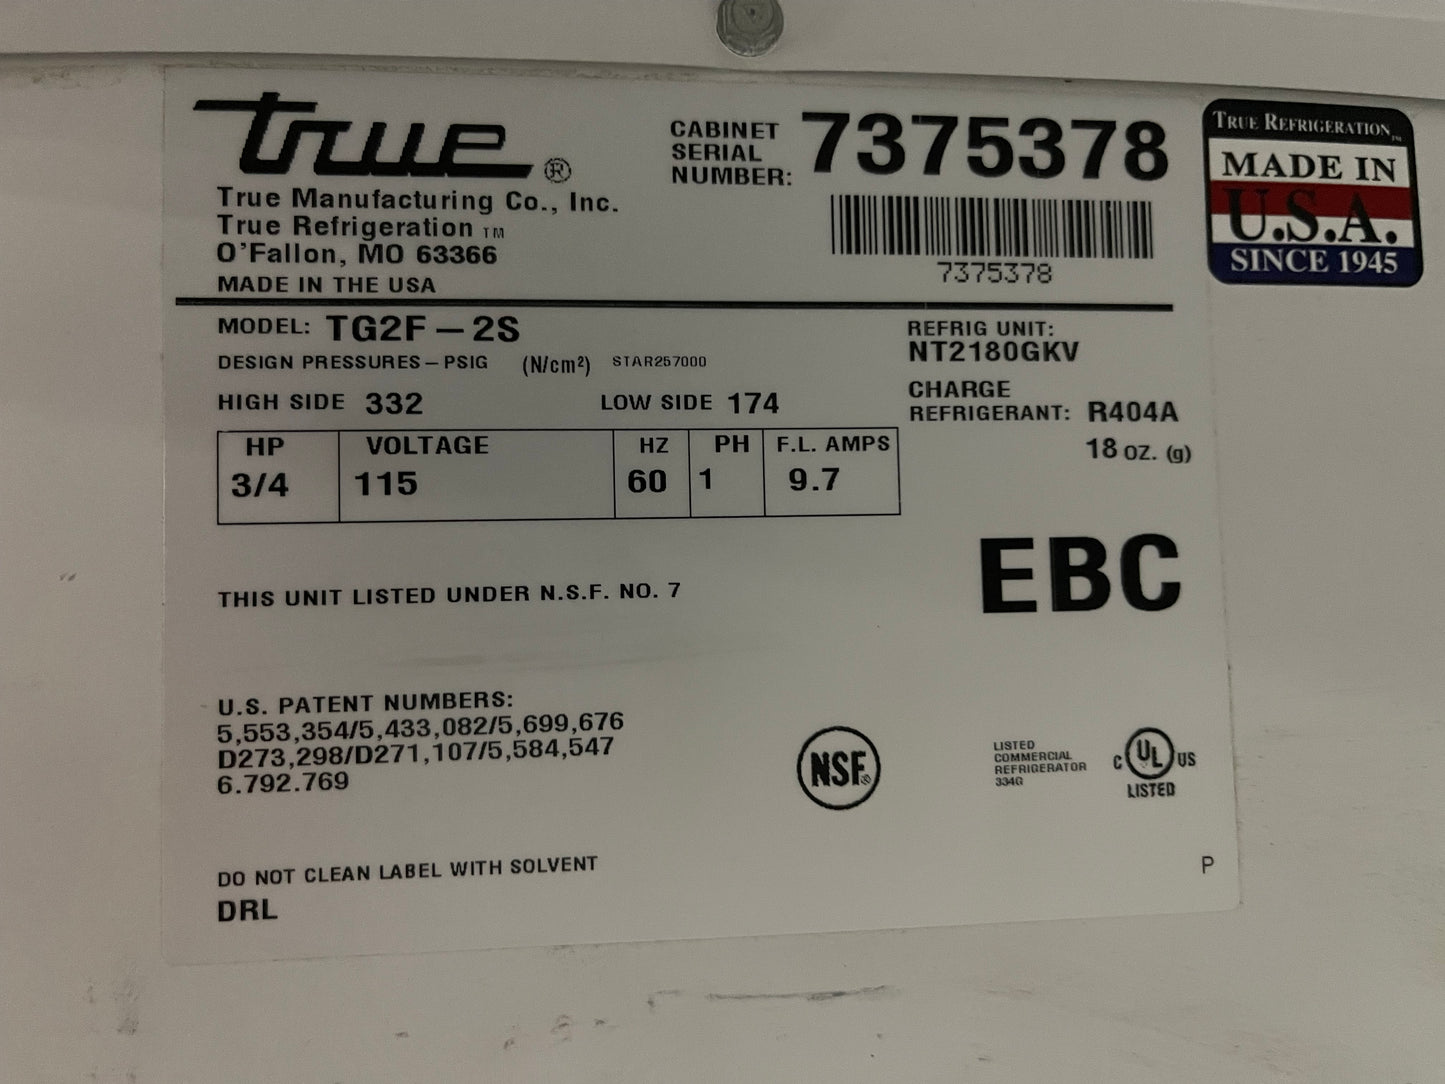 true®
True Manufacturing Co., Inc.
True Refrigeration TM
O'Fallon, MO 63366
MADE IN THE USA
CABINET
SERIAL
NUMBER: 7375378
7375378
TRUE REFRIGERATION™
MADE IN
U.S.A.
SINCE 1945
MODEL: TG2F – 2S
DESIGN PRESSURES – PSIG (N/cm²) STAR257000
HIGH SIDE 332 LOW SIDE 174
REFRIG UNIT:
NT2180GKV
CHARGE
REFRIGERANT: R404A
18 OZ. (g)
HP VOLTAGE HZ PH F.L. AMPS
3/4 115 60 1 9.7
EBC
THIS UNIT LISTED UNDER N.S.F. NO. 7
U.S. PATENT NUMBERS:
5,553,354/5,433,082/5,699,676
D273,298/D271,107/5,584,547
6.792.769
NSF®
LISTED
COMMERCIAL
REFRIGERATOR
334G
C UL US
LISTED
DO NOT CLEAN LABEL WITH SOLVENT
DRL
P